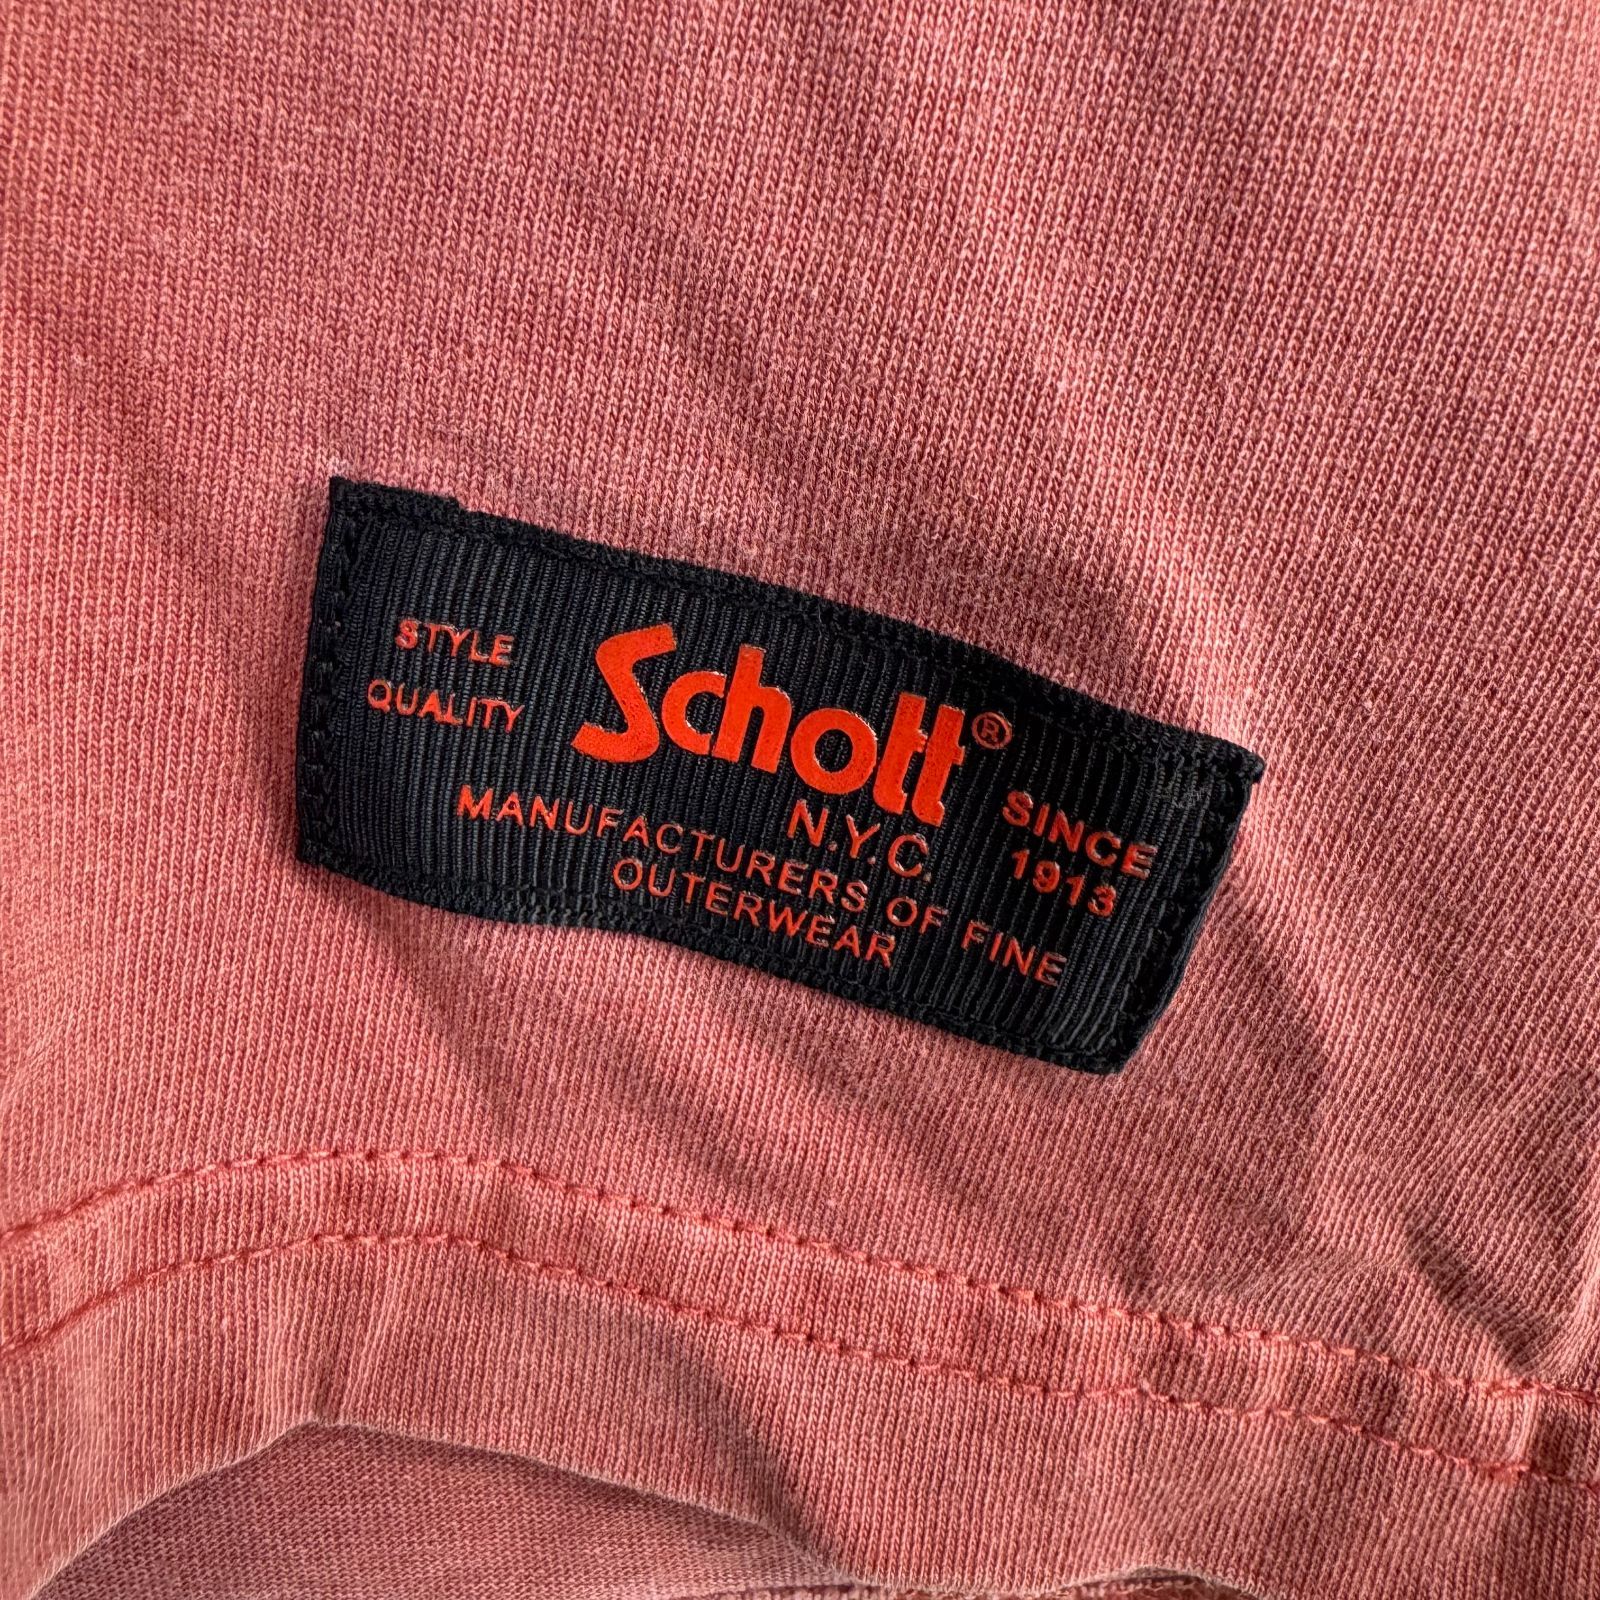 STYLE
QUALITY
Schott®
N.Y.C.
SINCE
1913
MANUFACTURERS OF FINE
OUTERWEAR